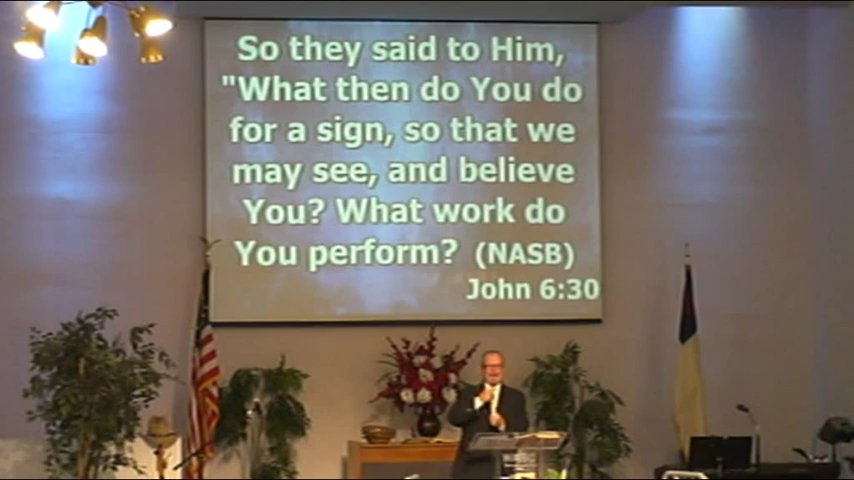 So they said to Him,
"What then do You do
for a sign, so that we
may see, and believe
You? What work do
You perform? (NASB)
John 6:30